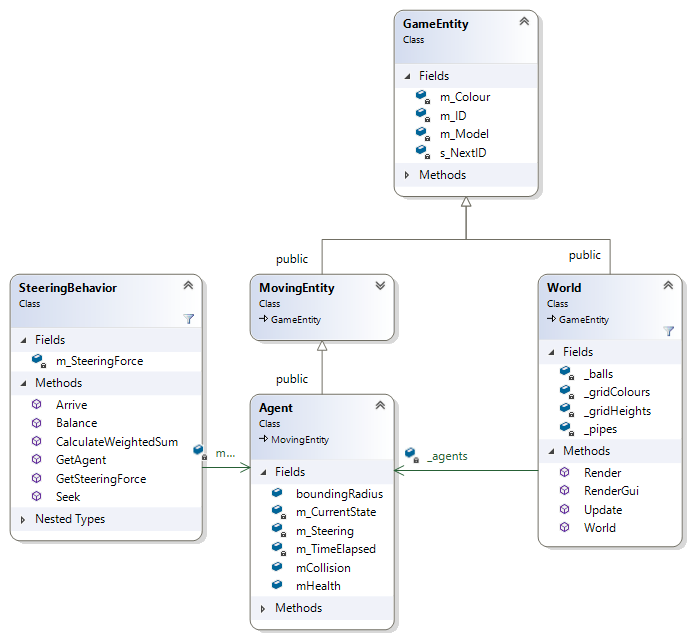 GameEntity
Class
Fields
m_Colour
m_ID
m_Model
s_NextID
Methods
public
public
SteeringBehavior
Class
Fields
m_SteeringForce
Methods
Arrive
Balance
CalculateWeightedSum
GetAgent
GetSteeringForce
Seek
Nested Types
MovingEntity
Class
GameEntity
World
Class
GameEntity
Fields
_balls
_gridColours
_gridHeights
_pipes
Methods
Render
RenderGui
Update
World
public
m...
_agents
Agent
Class
MovingEntity
Fields
boundingRadius
m_CurrentState
m_Steering
m_TimeElapsed
mCollision
mHealth
Methods